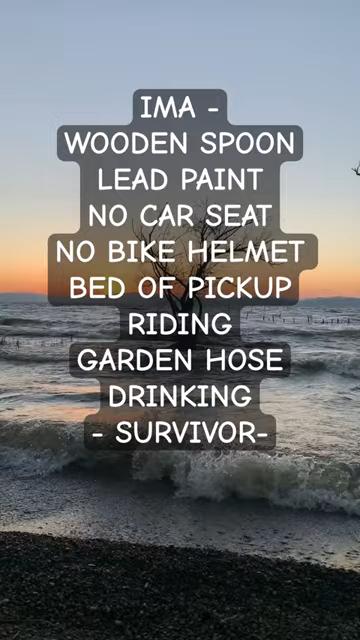 IMA -
WOODEN SPOON
LEAD PAINT
NO CAR SEAT
NO BIKE HELMET
BED OF PICKUP
RIDING
GARDEN HOSE
DRINKING
- SURVIVOR-